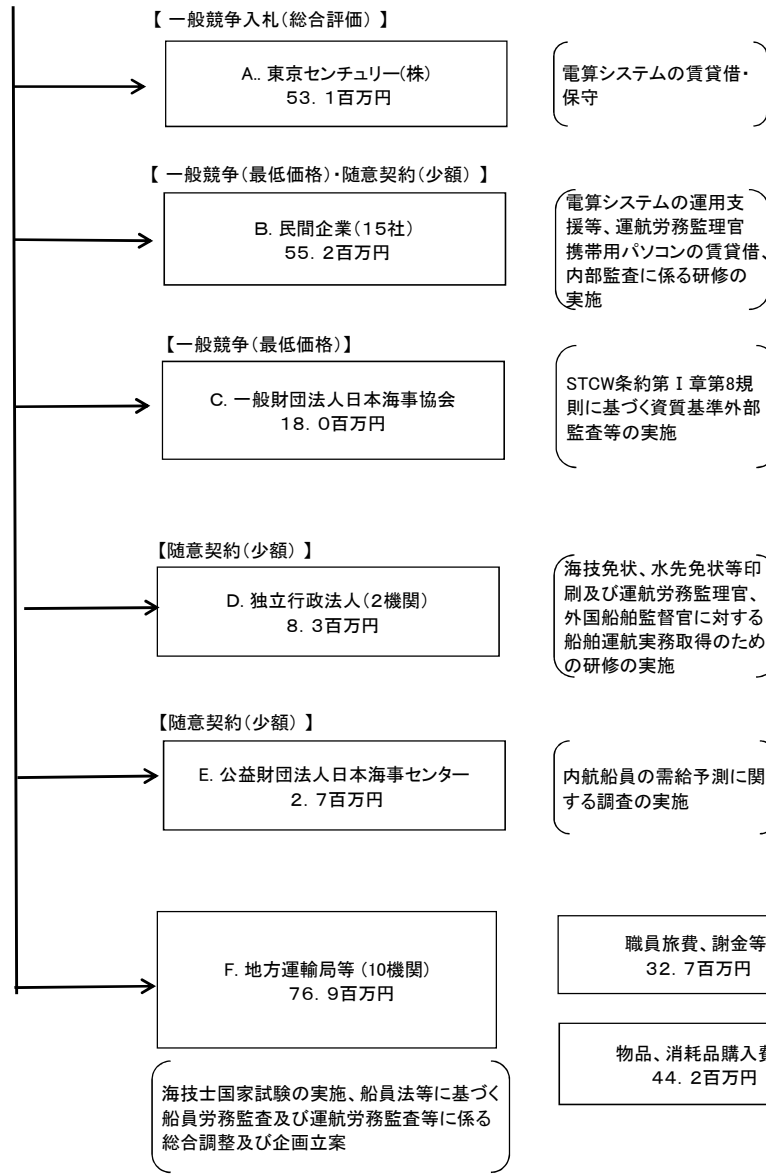 【 一般競争入札(総合評価) 】
A.. 東京センチュリー(株)
53. 1百万円
電算システムの賃貸借・
保守
【 一般競争(最低価格)・随意契約(少額) 】
B. 民間企業(15社)
55. 2百万円
電算システムの運用支
援等、運航労務監理官
携帯用パソコンの賃貸借、
内部監査に係る研修の
実施
【一般競争(最低価格)】
C. 一般財団法人日本海事協会
18. 0百万円
STCW条約第Ⅰ章第8規
則に基づく資質基準外部
監査等の実施
【随意契約(少額) 】
D. 独立行政法人(2機関)
8. 3百万円
海技免状、水先免状等印
刷及び運航労務監理官、
外国船舶監督官に対する
船舶運航実務取得のため
の研修の実施
【随意契約(少額) 】
E. 公益財団法人日本海事センター
2. 7百万円
内航船員の需給予測に関
する調査の実施
F. 地方運輸局等 (10機関)
76. 9百万円
職員旅費、謝金等
32. 7百万円
物品、消耗品購入費
44. 2百万円
海技士国家試験の実施、船員法等に基づく
船員労務監査及び運航労務監査等に係る
総合調整及び企画立案